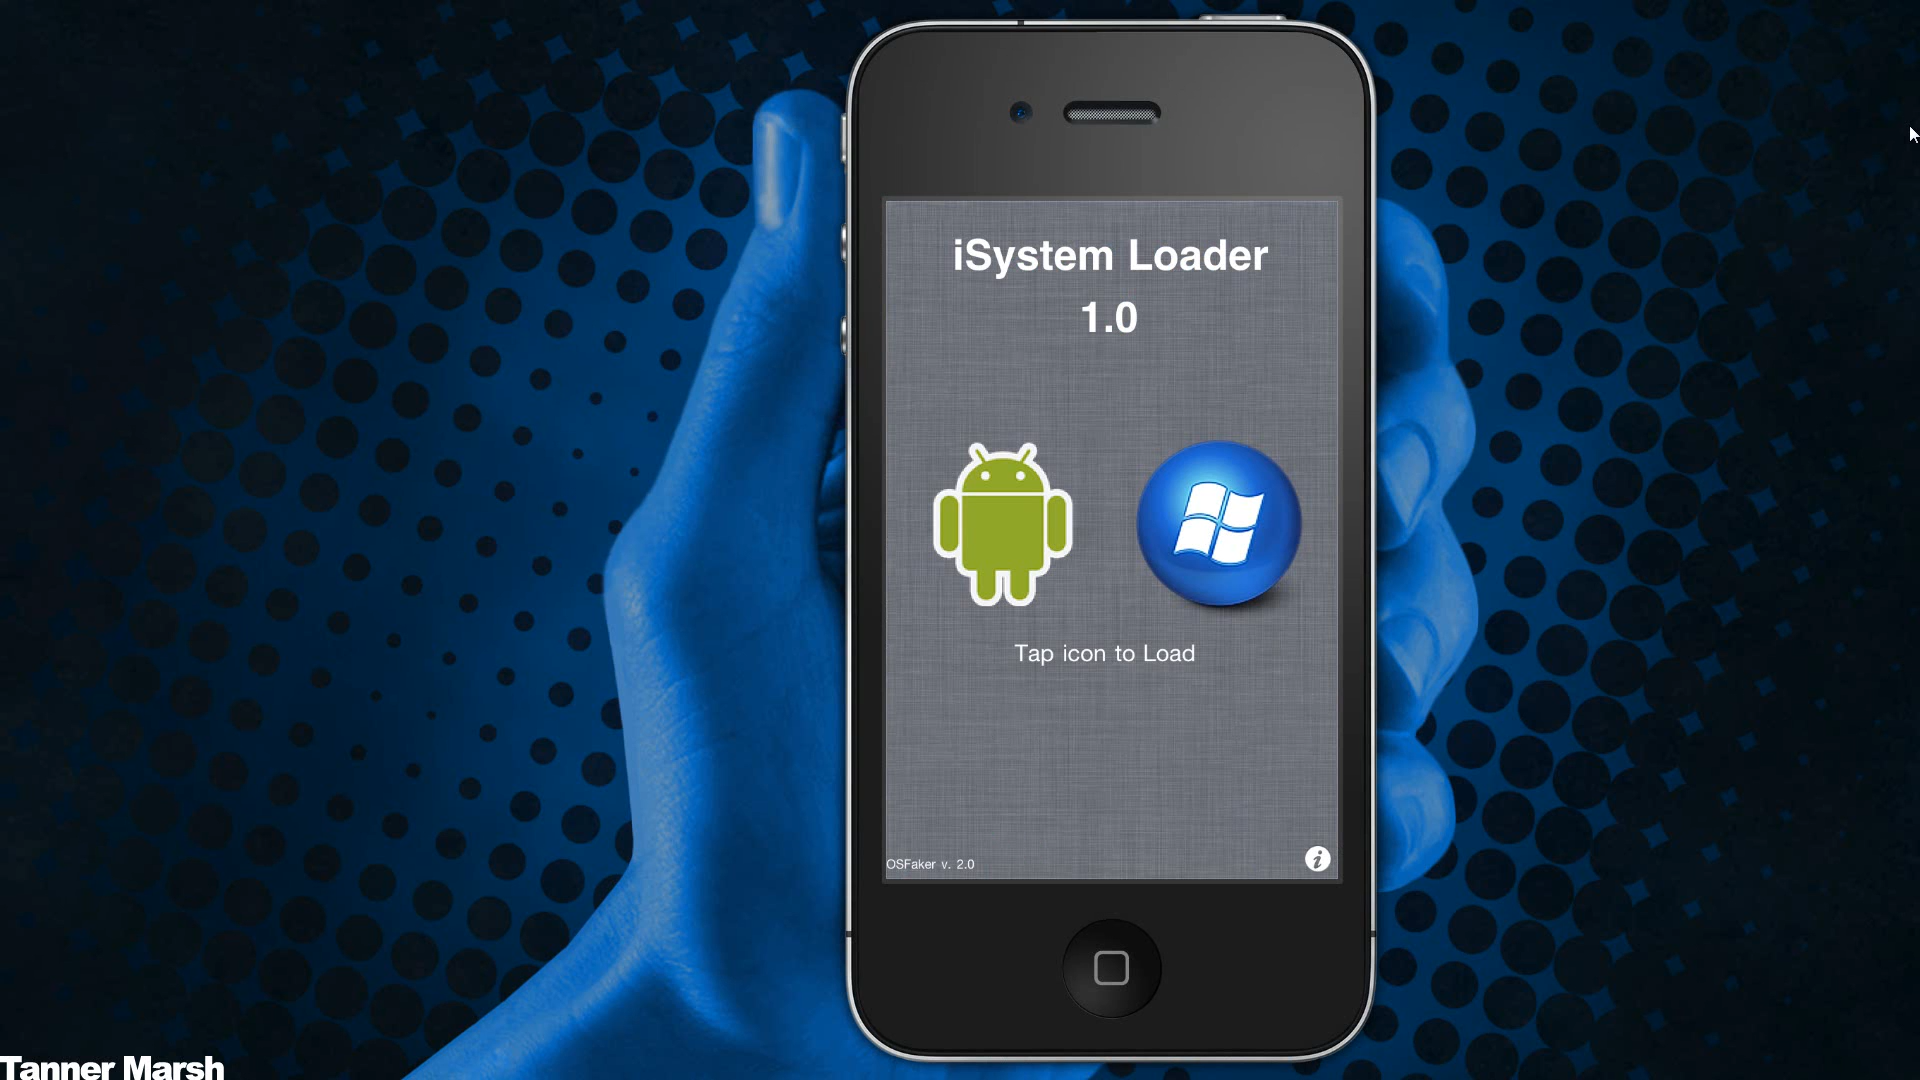 iSystem Loader
1.0
Tap icon to Load
OSFaker v. 2.0
i
Tanner Marsh